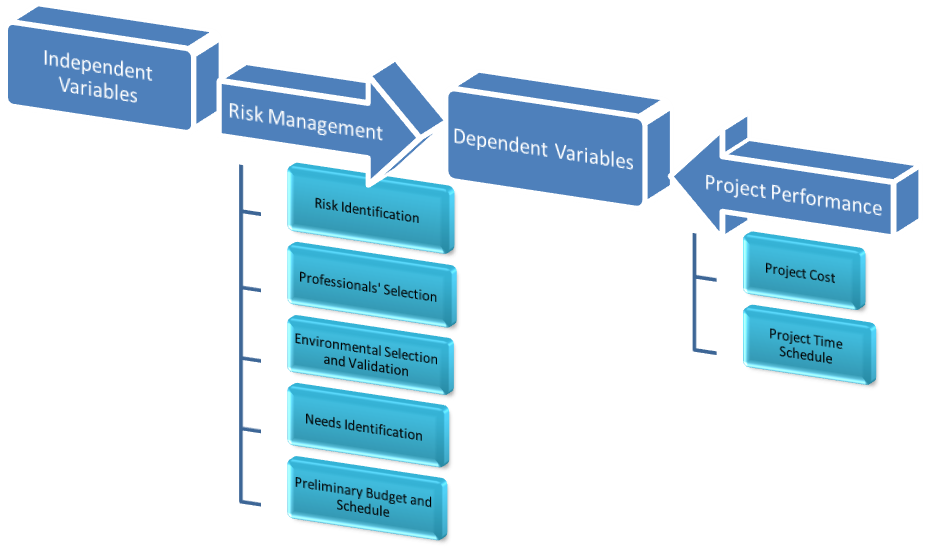 Independent
Variables
Risk Management
Dependent Variables
Project Performance
Risk Identification
Professionals' Selection
Environmental Selection
and Validation
Needs Identification
Preliminary Budget and
Schedule
Project Cost
Project Time
Schedule